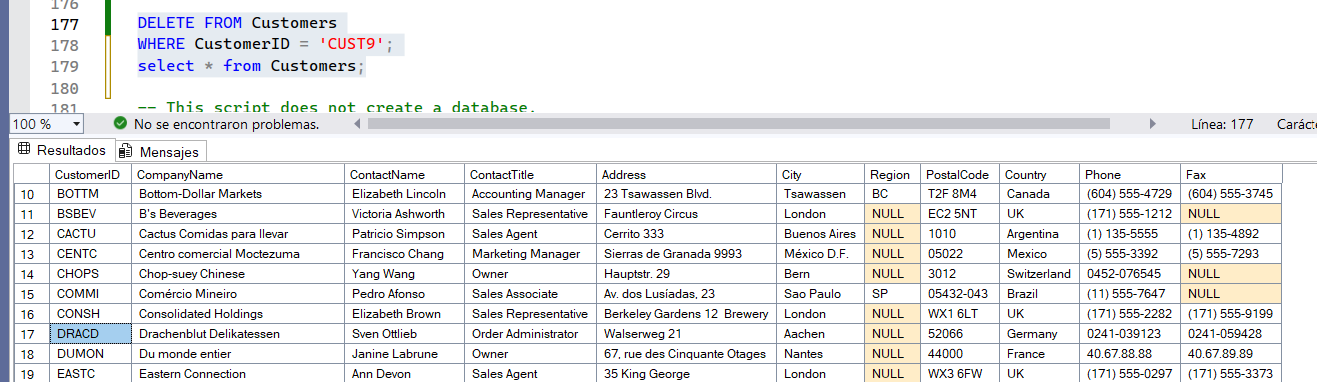 176
177 DELETE FROM Customers
178 WHERE CustomerID = 'CUST9';
179 select * from Customers;
180
181 -- This script does not create a database.
100 % No se encontraron problemas. Línea: 177 Caráct
Resultados Mensajes
CustomerID CompanyName ContactName ContactTitle Address City Region PostalCode Country Phone Fax
10 BOTTM Bottom-Dollar Markets Elizabeth Lincoln Accounting Manager 23 Tsawassen Blvd. Tsawassen BC T2F 8M4 Canada (604) 555-4729 (604) 555-3745
11 BSBEV B's Beverages Victoria Ashworth Sales Representative Fauntleroy Circus London NULL EC2 5NT UK (171) 555-1212 NULL
12 CACTU Cactus Comidas para llevar Patricio Simpson Sales Agent Cerrito 333 Buenos Aires NULL 1010 Argentina (1) 135-5555 (1) 135-4892
13 CENTC Centro comercial Moctezuma Francisco Chang Marketing Manager Sierras de Granada 9993 México D.F. NULL 05022 Mexico (5) 555-3392 (5) 555-7293
14 CHOPS Chop-suey Chinese Yang Wang Owner Hauptstr. 29 Bern NULL 3012 Switzerland 0452-076545 NULL
15 COMMI Comércio Mineiro Pedro Afonso Sales Associate Av. dos Lusíadas, 23 Sao Paulo SP 05432-043 Brazil (11) 555-7647 NULL
16 CONSH Consolidated Holdings Elizabeth Brown Sales Representative Berkeley Gardens 12 Brewery London NULL WX1 6LT UK (171) 555-2282 (171) 555-9199
17 DRACD Drachenblut Delikatessen Sven Ottlieb Order Administrator Walserweg 21 Aachen NULL 52066 Germany 0241-039123 0241-059428
18 DUMON Du monde entier Janine Labrune Owner 67, rue des Cinquante Otages Nantes NULL 44000 France 40.67.88.88 40.67.89.89
19 EASTC Eastern Connection Ann Devon Sales Agent 35 King George London NULL WX3 6FW UK (171) 555-0297 (171) 555-3373